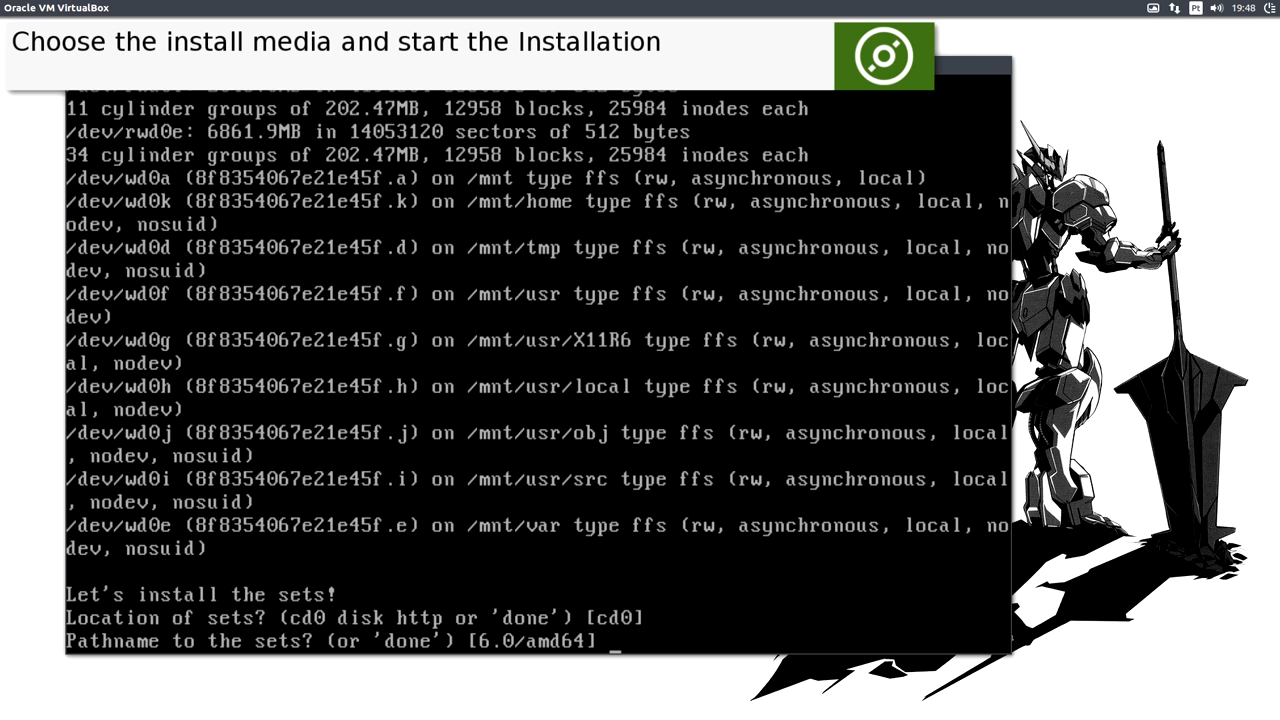 Oracle VM VirtualBox
Pt
19:48
Choose the install media and start the Installation
11 cylinder groups of 202.47MB, 12958 blocks, 25984 inodes each
/dev/rwd0e: 6861.9MB in 14053120 sectors of 512 bytes
34 cylinder groups of 202.47MB, 12958 blocks, 25984 inodes each
/dev/wd0a (8f8354067e21e45f.a) on /mnt type ffs (rw, asynchronous, local)
/dev/wd0k (8f8354067e21e45f.k) on /mnt/home type ffs (rw, asynchronous, local, n
odev, nosuid)
/dev/wd0d (8f8354067e21e45f.d) on /mnt/tmp type ffs (rw, asynchronous, local, no
dev, nosuid)
/dev/wd0f (8f8354067e21e45f.f) on /mnt/usr type ffs (rw, asynchronous, local, no
dev)
/dev/wd0g (8f8354067e21e45f.g) on /mnt/usr/X11R6 type ffs (rw, asynchronous, loc
al, nodev)
/dev/wd0h (8f8354067e21e45f.h) on /mnt/usr/local type ffs (rw, asynchronous, loc
al, nodev)
/dev/wd0j (8f8354067e21e45f.j) on /mnt/usr/obj type ffs (rw, asynchronous, local
, nodev, nosuid)
/dev/wd0i (8f8354067e21e45f.i) on /mnt/usr/src type ffs (rw, asynchronous, local
, nodev, nosuid)
/dev/wd0e (8f8354067e21e45f.e) on /mnt/var type ffs (rw, asynchronous, local, no
dev, nosuid)
Let's install the sets!
Location of sets? (cd0 disk http or 'done') [cd0]
Pathname to the sets? (or 'done') [6.0/amd64] _